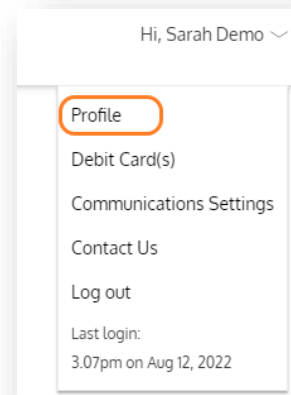 Hi, Sarah Demo
Profile
Debit Card(s)
Communications Settings
Contact Us
Log out
Last login:
3.07pm on Aug 12, 2022